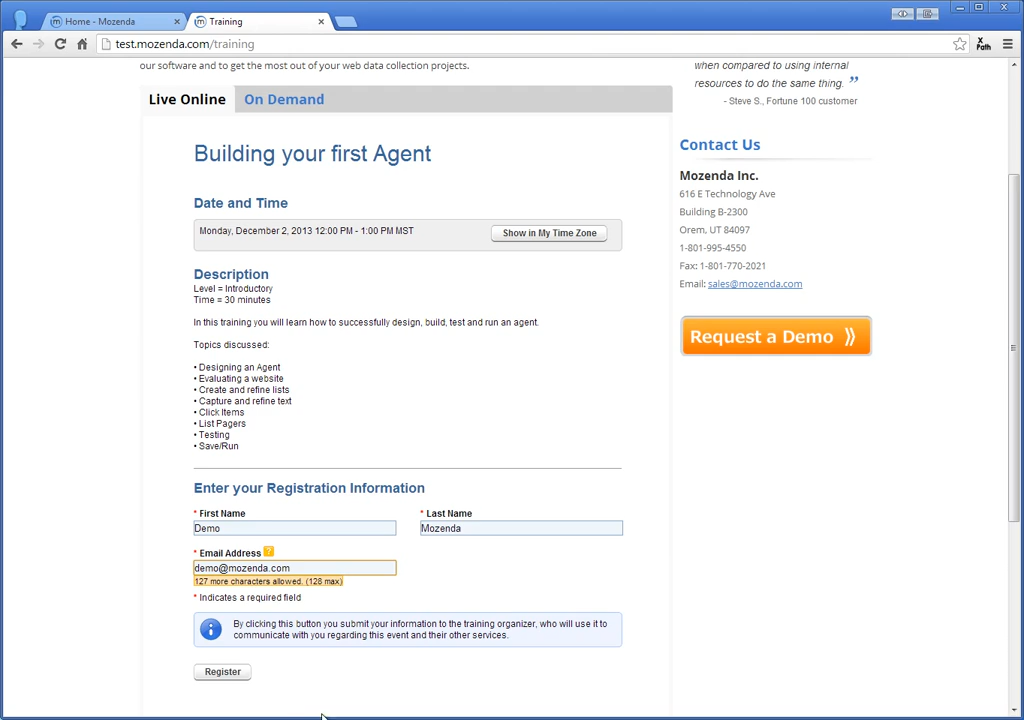 Home - Mozenda
Training
test.mozenda.com/training
X
Path
our software and to get the most out of your web data collection projects.
Live Online
On Demand
Building your first Agent
Date and Time
Monday, December 2, 2013 12:00 PM - 1:00 PM MST
Show in My Time Zone
Description
Level = Introductory
Time = 30 minutes
In this training you will learn how to successfully design, build, test and run an agent.
Topics discussed:
• Designing an Agent
• Evaluating a website
• Create and refine lists
• Capture and refine text
• Click Items
• List Pagers
• Testing
• Save/Run
Enter your Registration Information
* First Name
* Last Name
Demo
Mozenda
* Email Address ?
demo@mozenda.com
127 more characters allowed. (128 max)
* Indicates a required field
By clicking this button you submit your information to the training organizer, who will use it to
communicate with you regarding this event and their other services.
Register
when compared to using internal
resources to do the same thing. ”
- Steve S., Fortune 100 customer
Contact Us
Mozenda Inc.
616 E Technology Ave
Building B-2300
Orem, UT 84097
1-801-995-4550
Fax: 1-801-770-2021
Email: sales@mozenda.com
Request a Demo